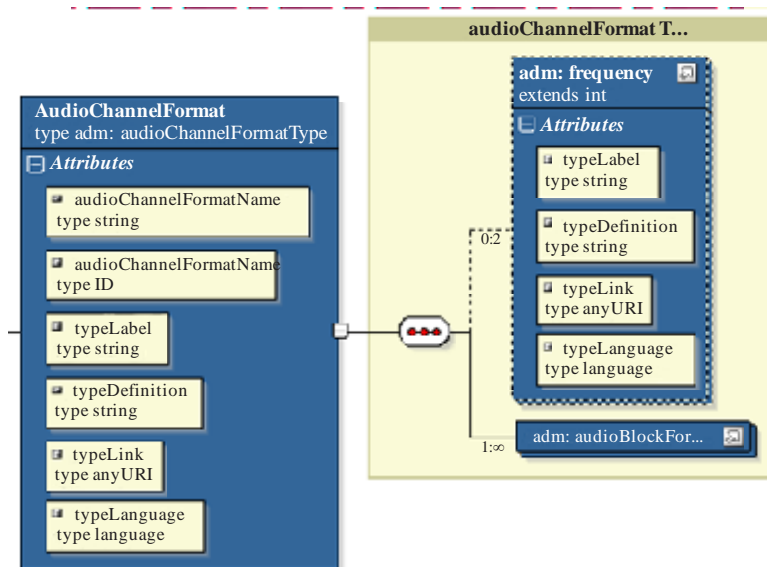 audioChannelFormat T...
adm: frequency
extends int
Attributes
typeLabel
type string
typeDefinition
type string
typeLink
type anyURI
typeLanguage
type language
0:2
adm: audioBlockFor...
1:∞
AudioChannelFormat
type adm: audioChannelFormatType
Attributes
audioChannelFormatName
type string
audioChannelFormatName
type ID
typeLabel
type string
typeDefinition
type string
typeLink
type anyURI
typeLanguage
type language